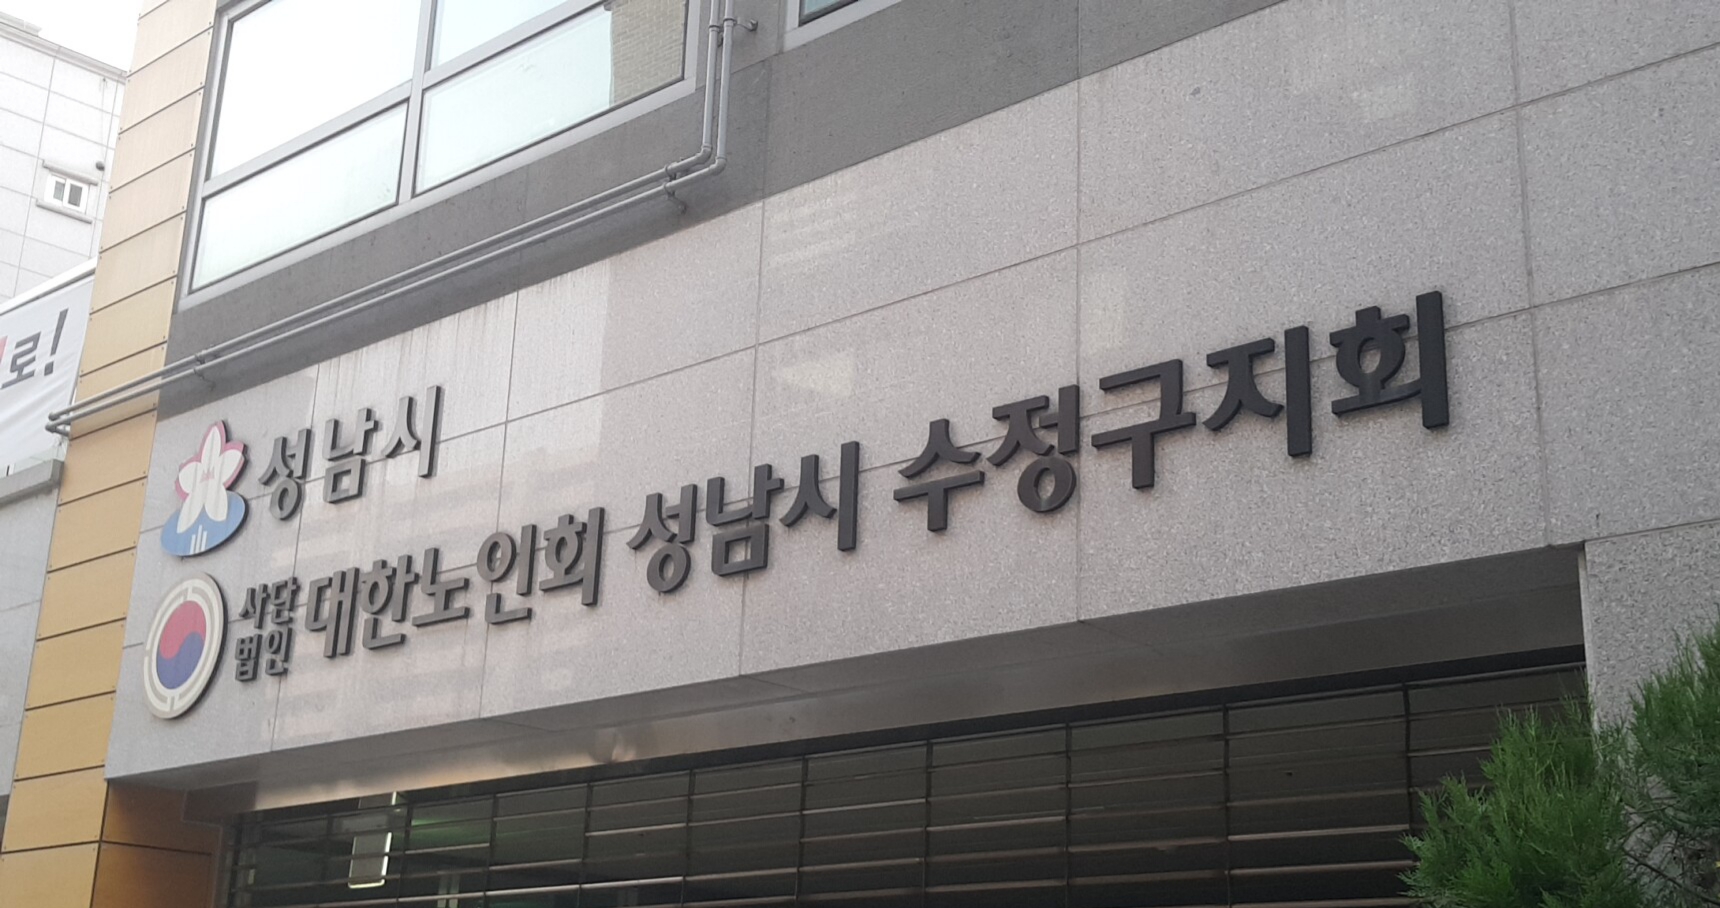 로!
성남시
사단
법인 대한노인회 성남시 수정구지회